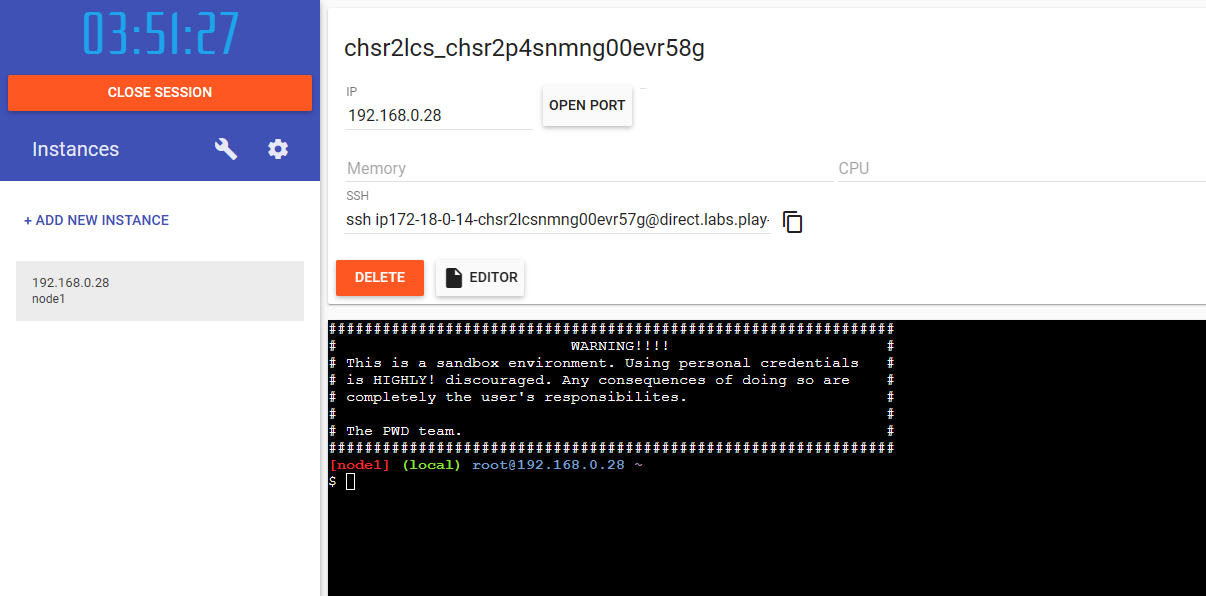 03:51:27
CLOSE SESSION
Instances
+ ADD NEW INSTANCE
192.168.0.28
node1
chsr2lcs_chsr2p4snmng00evr58g
IP
192.168.0.28
OPEN PORT
Memory
CPU
SSH
ssh ip172-18-0-14-chsr2lcsnmng00evr57g@direct.labs.play-
DELETE
EDITOR
###############################################################
#                          WARNING!!!!                        #
# This is a sandbox environment. Using personal credentials   #
# is HIGHLY! discouraged. Any consequences of doing so are    #
# completely the user's responsibilites.                      #
#                                                             #
# The PWD team.                                               #
###############################################################
[node1] (local) root@192.168.0.28 ~
$